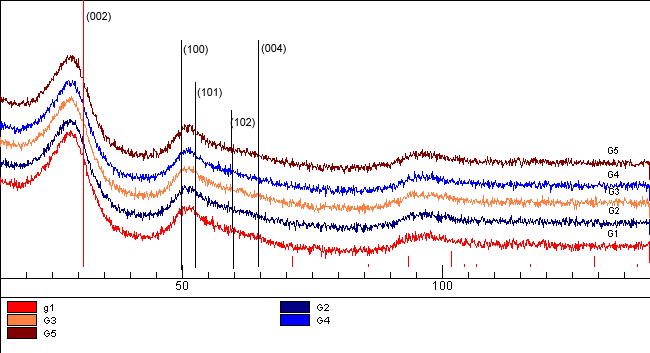 (002)
(100)
(004)
(101)
(102)
G5
G4
G3
G2
G1
50 100
g1 G2
G3 G4
G5